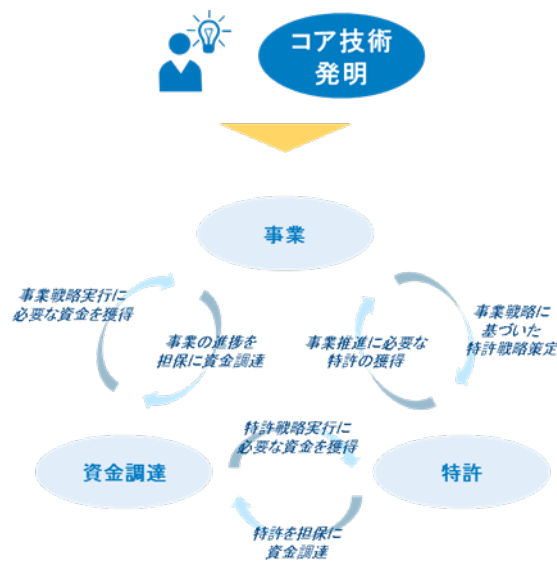 コア技術
発明
事業
事業戦略実行に
必要な資金を獲得
事業の進捗を
担保に資金調達
事業推進に必要な
特許の獲得
事業戦略に
基づいた
特許戦略策定
特許戦略実行に
必要な資金を獲得
資金調達
特許
特許を担保に
資金調達